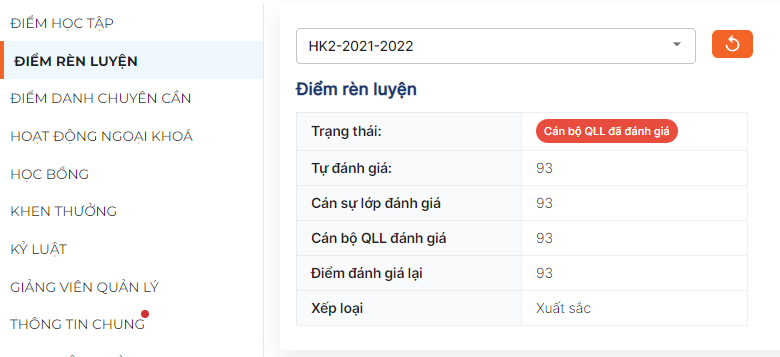 ĐIỂM HỌC TẬP
ĐIỂM RÈN LUYỆN
ĐIỂM DANH CHUYÊN CẦN
HOẠT ĐỘNG NGOẠI KHOÁ
HỌC BỔNG
KHEN THƯỞNG
KỶ LUẬT
GIẢNG VIÊN QUẢN LÝ
THÔNG TIN CHUNG
HK2-2021-2022
Điểm rèn luyện
Trạng thái: Cán bộ QLL đã đánh giá
Tự đánh giá: 93
Cán sự lớp đánh giá 93
Cán bộ QLL đánh giá 93
Điểm đánh giá lại 93
Xếp loại Xuất sắc